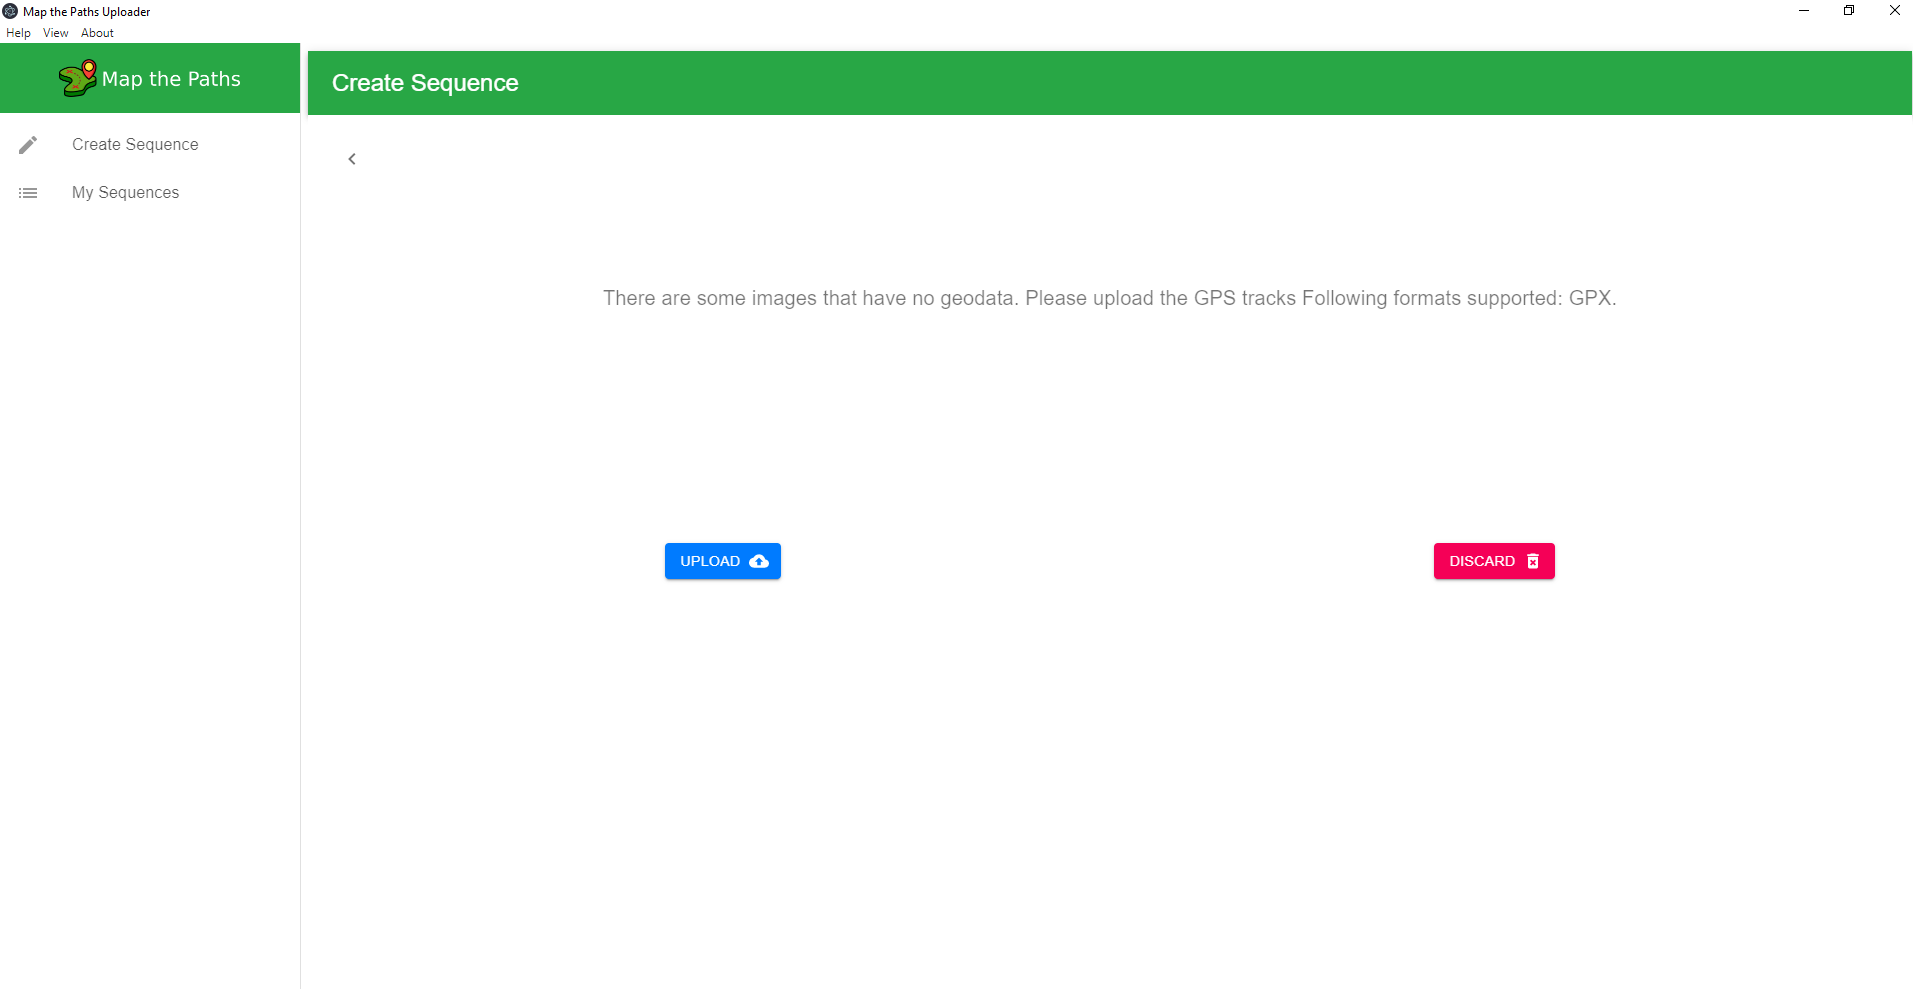 Map the Paths Uploader
Help View About
Map the Paths
Create Sequence
Create Sequence
My Sequences
There are some images that have no geodata. Please upload the GPS tracks Following formats supported: GPX.
UPLOAD
DISCARD